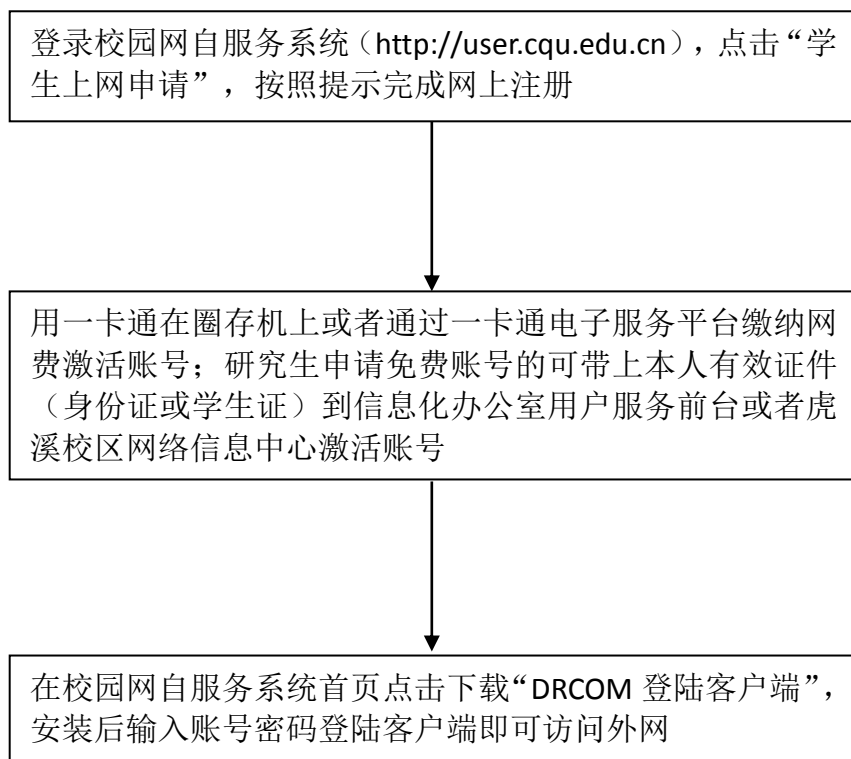 登录校园网自服务系统（http://user.cqu.edu.cn），点击“学
生上网申请”，按照提示完成网上注册
用一卡通在圈存机上或者通过一卡通电子服务平台缴纳网
费激活账号；研究生申请免费账号的可带上本人有效证件
（身份证或学生证）到信息化办公室用户服务前台或者虎
溪校区网络信息中心激活账号
在校园网自服务系统首页点击下载“DRCOM 登陆客户端”，
安装后输入账号密码登陆客户端即可访问外网